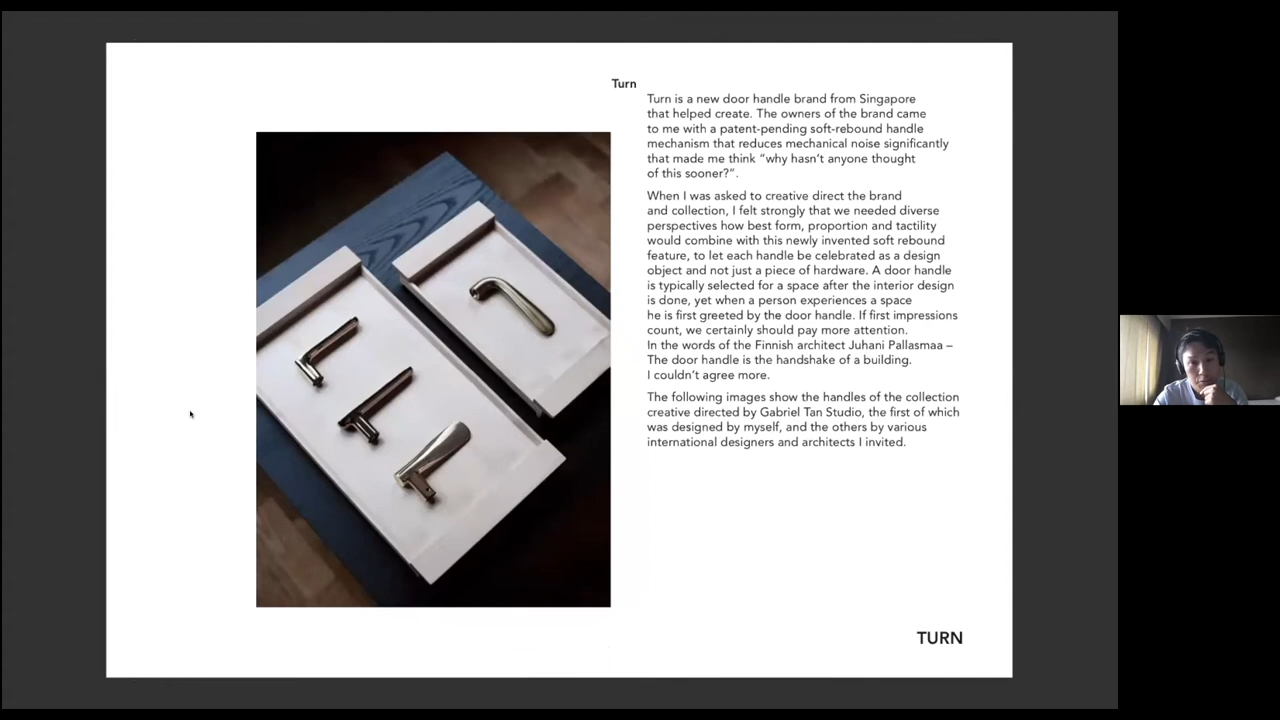 Turn
Turn is a new door handle brand from Singapore
that helped create. The owners of the brand came
to me with a patent-pending soft-rebound handle
mechanism that reduces mechanical noise significantly
that made me think “why hasn’t anyone thought
of this sooner?”.
When I was asked to creative direct the brand
and collection, I felt strongly that we needed diverse
perspectives how best form, proportion and tactility
would combine with this newly invented soft rebound
feature, to let each handle be celebrated as a design
object and not just a piece of hardware. A door handle
is typically selected for a space after the interior design
is done, yet when a person experiences a space
he is first greeted by the door handle. If first impressions
count, we certainly should pay more attention.
In the words of the Finnish architect Juhani Pallasmaa –
The door handle is the handshake of a building.
I couldn’t agree more.
The following images show the handles of the collection
creative directed by Gabriel Tan Studio, the first of which
was designed by myself, and the others by various
international designers and architects I invited.
TURN